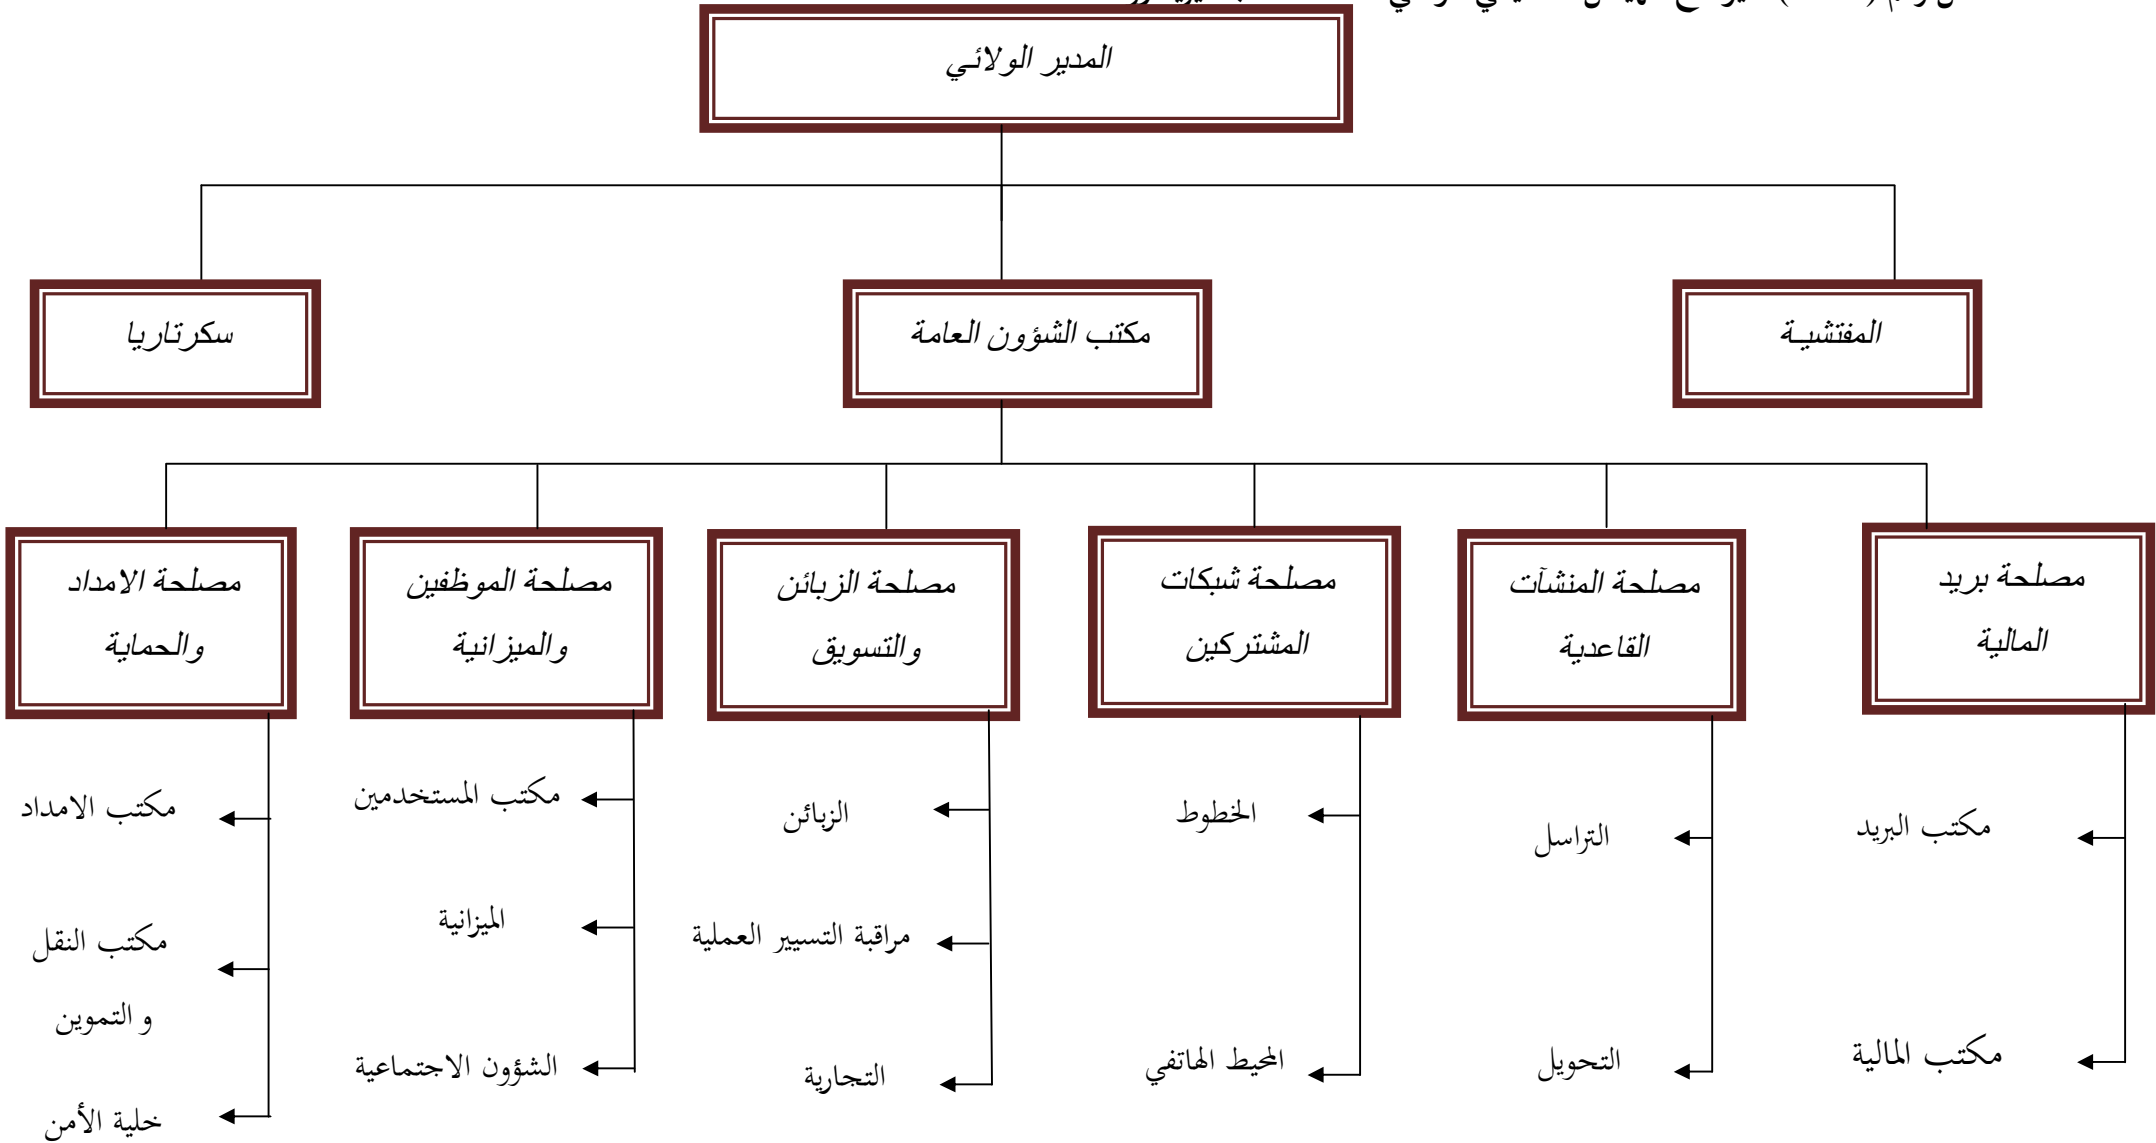 المدير الولائي
المفتشية
مكتب الشؤون العامة
سكرتاريا
مصلحة بريد
المالية
مصلحة المنشآت
القاعدية
مصلحة شبكات
المشتركين
مصلحة الزبائن
والتسويق
مصلحة الموظفين
والميزانية
مصلحة الامداد
والحماية
مكتب البريد
مكتب المالية
التراسل
التحويل
الخطوط
المحيط الهاتفي
الزبائن
مراقبة التسيير العملية
التجارية
مكتب المستخدمين
الميزانية
الشؤون الاجتماعية
مكتب الامداد
مكتب النقل
و التموين
خلية الأمن